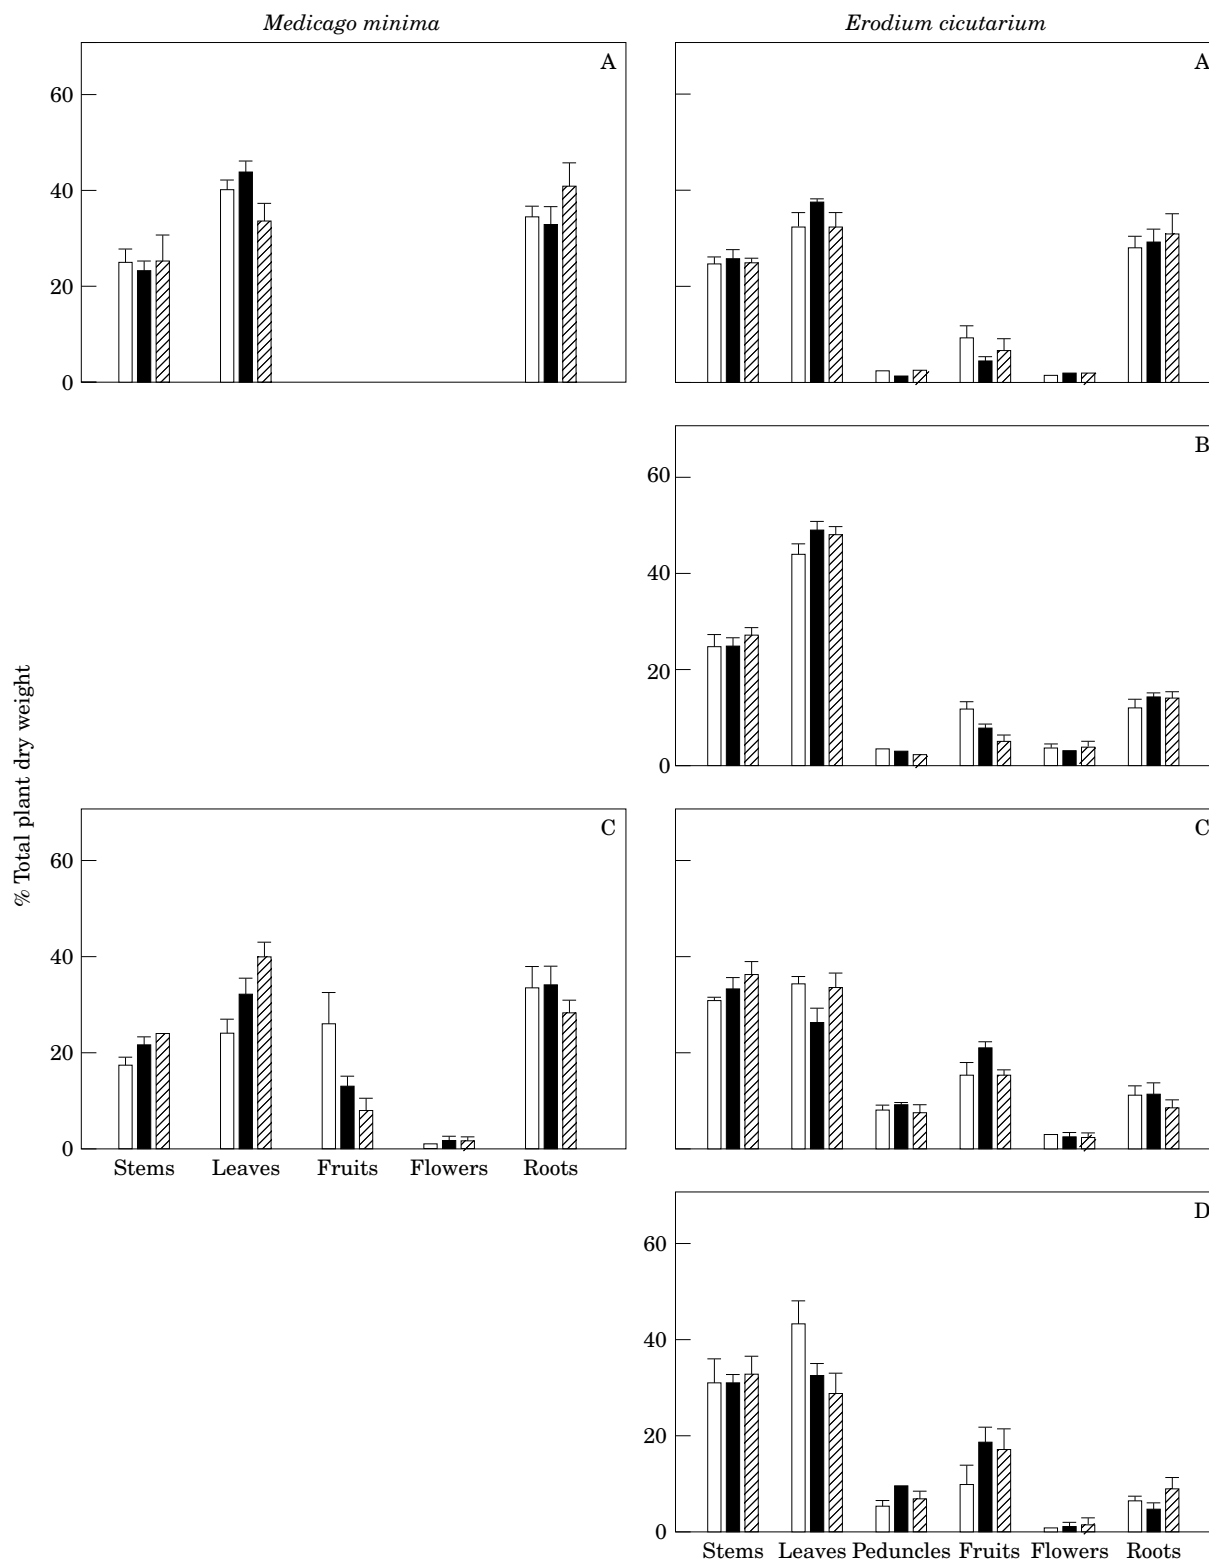 Medicago minima
Erodium cicutarium
A
60
40
20
0
A
B
60
40
20
0
% Total plant dry weight
C
60
40
20
0
Stems Leaves Fruits Flowers Roots
C
D
60
40
20
0
Stems Leaves Peduncles Fruits Flowers Roots